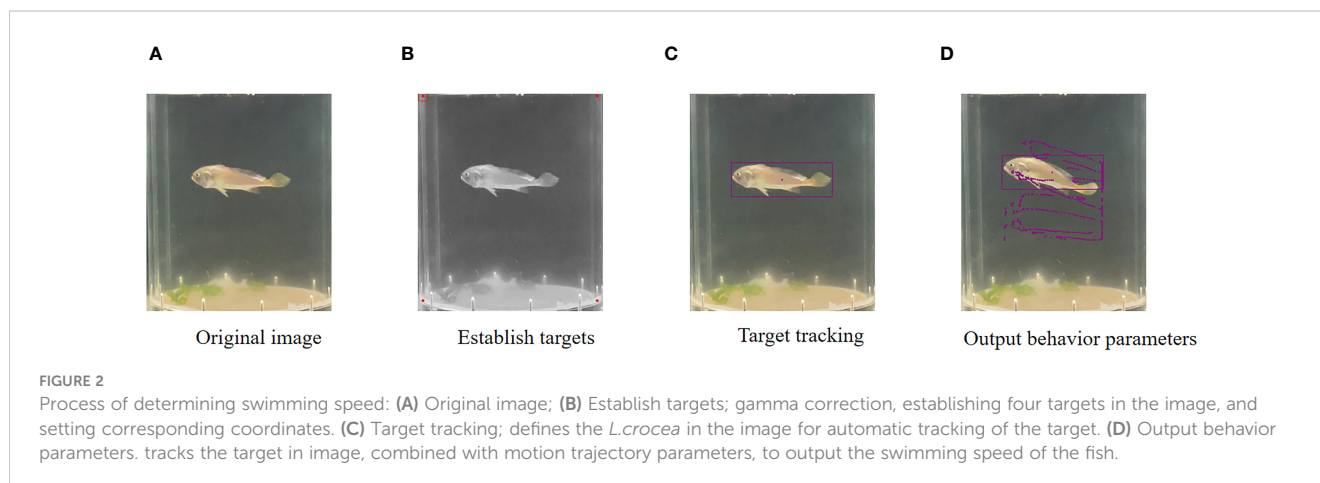 A B C D
Original image Establish targets Target tracking Output behavior parameters
FIGURE 2
Process of determining swimming speed: (A) Original image; (B) Establish targets; gamma correction, establishing four targets in the image, and
setting corresponding coordinates. (C) Target tracking; defines the L.crocea in the image for automatic tracking of the target. (D) Output behavior
parameters. tracks the target in image, combined with motion trajectory parameters, to output the swimming speed of the fish.